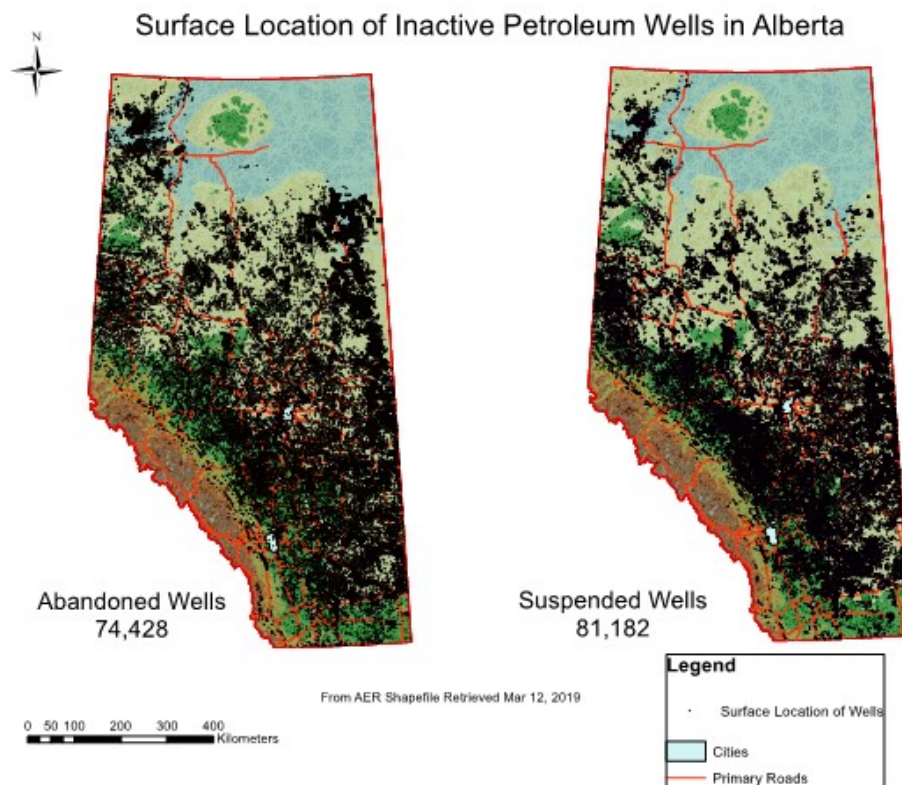 Surface Location of Inactive Petroleum Wells in Alberta
N
Abandoned Wells
74,428
Suspended Wells
81,182
From AER Shapefile Retrieved Mar 12, 2019
0 50 100 200 300 400
Kilometers
Legend
Surface Location of Wells
Cities
Primary Roads